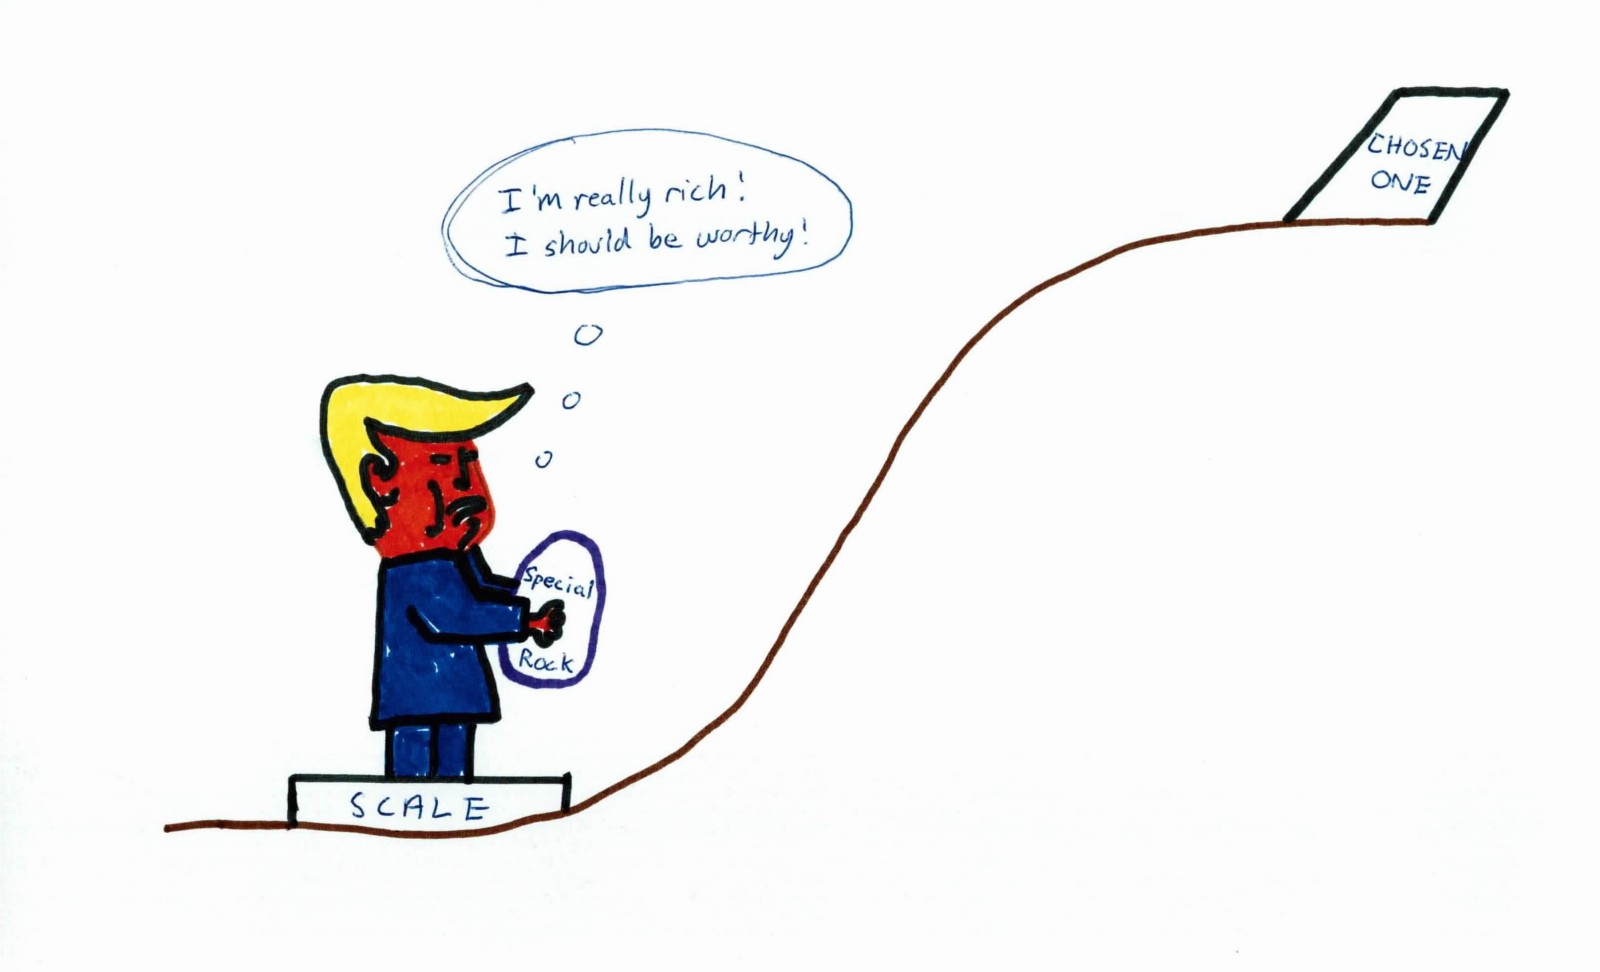 I'm really rich!
I should be worthy!
CHOSEN
ONE
Special
Rock
SCALE